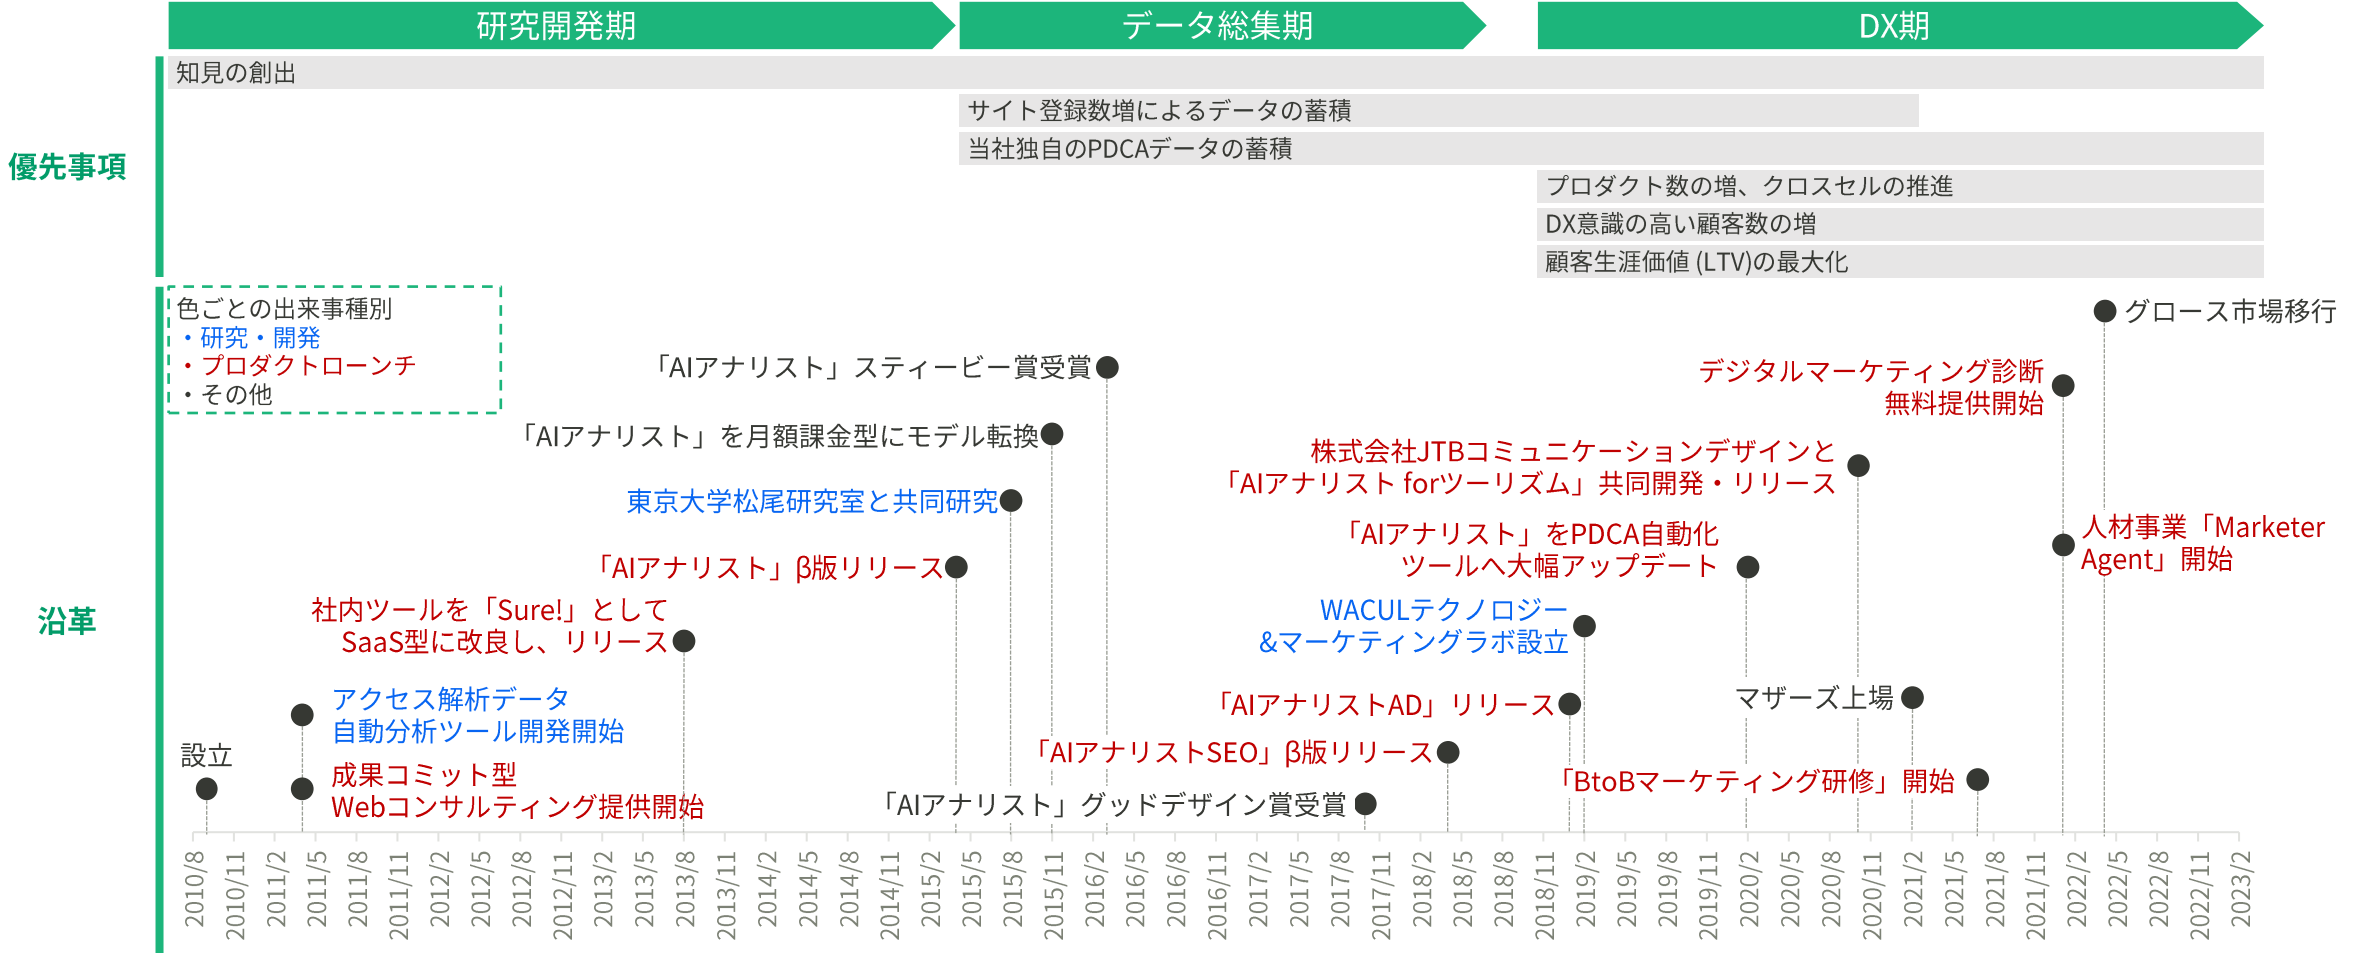 研究開発期
データ総集期
DX期
優先事項
知見の創出
サイト登録数増によるデータの蓄積
当社独自のPDCAデータの蓄積
プロダクト数の増、クロスセルの推進
DX意識の高い顧客数の増
顧客生涯価値 (LTV)の最大化
沿革
色ごとの出来事種別
・研究・開発
・プロダクトローンチ
・その他
グロース市場移行
「AIアナリスト」スティービー賞受賞
デジタルマーケティング診断
無料提供開始
「AIアナリスト」を月額課金型にモデル転換
株式会社JTBコミュニケーションデザインと
「AIアナリスト forツーリズム」共同開発・リリース
東京大学松尾研究室と共同研究
「AIアナリスト」をPDCA自動化
ツールへ大幅アップデート
人材事業「Marketer
Agent」開始
「AIアナリスト」β版リリース
社内ツールを「Sure!」として
SaaS型に改良し、リリース
WACULテクノロジー
&マーケティングラボ設立
アクセス解析データ
自動分析ツール開発開始
「AIアナリストAD」リリース
マザーズ上場
設立
「AIアナリストSEO」β版リリース
成果コミット型
Webコンサルティング提供開始
「BtoBマーケティング研修」開始
「AIアナリスト」グッドデザイン賞受賞
2010/8
2010/11
2011/2
2011/5
2011/8
2011/11
2012/2
2012/5
2012/8
2012/11
2013/2
2013/5
2013/8
2013/11
2014/2
2014/5
2014/8
2014/11
2015/2
2015/5
2015/8
2015/11
2016/2
2016/5
2016/8
2016/11
2017/2
2017/5
2017/8
2017/11
2018/2
2018/5
2018/8
2018/11
2019/2
2019/5
2019/8
2019/11
2020/2
2020/5
2020/8
2020/11
2021/2
2021/5
2021/8
2021/11
2022/2
2022/5
2022/8
2022/11
2023/2